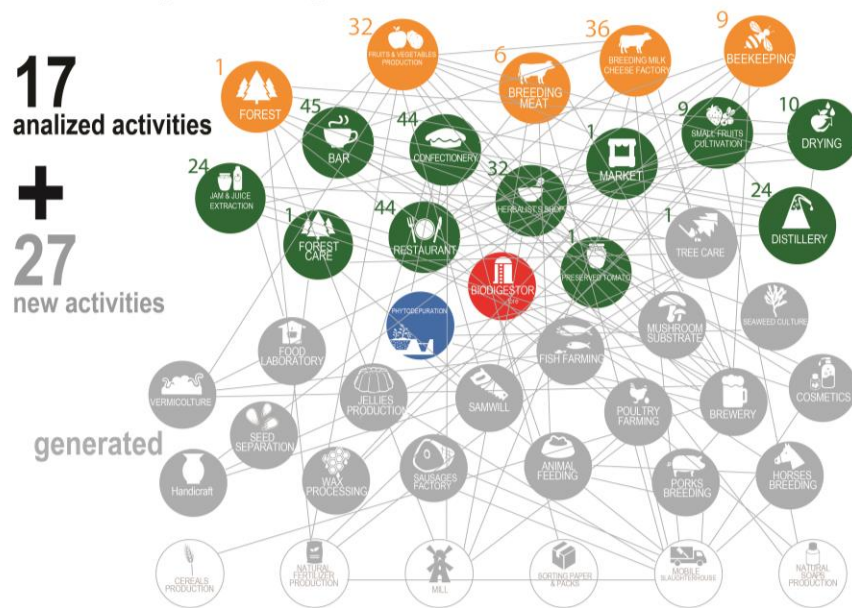 17
analized activities
+
27
new activities
generated
1
FOREST
32
FRUITS & VEGETABLES
PRODUCTION
6
BREEDING
MEAT
36
BREEDING MILK
CHEESE FACTORY
9
BEEKEEPING
45
BAR
44
CONFECTIONERY
1
MARKET
9
SMALL FRUITS
CULTIVATION
10
DRYING
24
JAM & JUICE
EXTRACTION
1
FOREST
CARE
44
RESTAURANT
32
HERBALIST'S SHOP
1
PRESERVED TOMATO
1
TREE CARE
24
DISTILLERY
BIODIGESTOR
PHYTODEPURATION
FOOD
LABORATORY
FISH FARMING
MUSHROOM
SUBSTRATE
SEAWEED CULTURE
VERMICOLTURE
JELLIES
PRODUCTION
SAMWILL
POULTRY
FARMING
BREWERY
COSMETICS
SEED
SEPARATION
Handicraft
WAX
PROCESSING
SAUSAGES
FACTORY
ANIMAL
FEEDING
PORKS
BREEDING
HORSES
BREEDING
CEREALS
PRODUCTION
NATURAL
FERTILIZER
PRODUCTION
MILL
SORTING PAPER
& PACKS
MOBILE
SLAUGHTERHOUSE
NATURAL
SOAPS
PRODUCTION